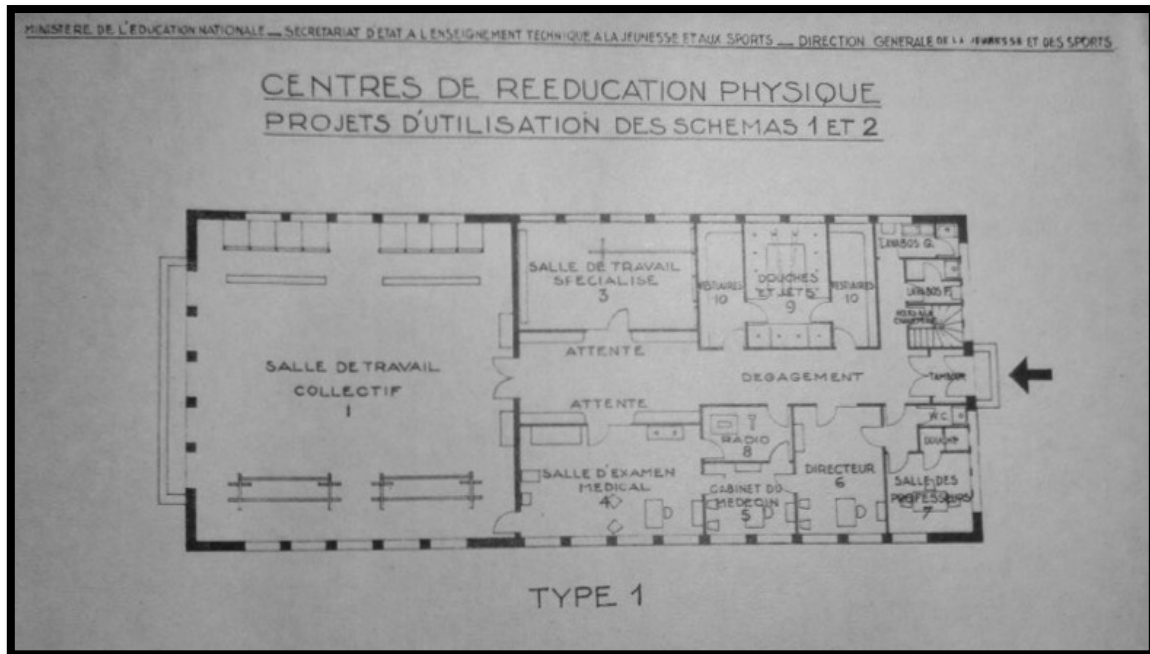 MINISTERE DE L'EDUCATION NATIONALE _ SECRETARIAT D'ETAT A L'ENSEIGNEMENT TECHNIQUE A LA JEUNESSE ET AUX SPORTS _ DIRECTION GENERALE DE LA JEUNESSE ET DES SPORTS
CENTRES DE REEDUCATION PHYSIQUE
PROJETS D'UTILISATION DES SCHEMAS 1 ET 2
SALLE DE TRAVAIL
COLLECTIF
1
SALLE DE TRAVAIL
SPECIALISE
3
VESTIAIRES
10
DOUCHES
ET JETS
9
VESTIAIRES
10
LAVABOS G.
LAVABOS F.
ATTENTE
DEGAGEMENT
TAMBOUR
ATTENTE
SALLE D'EXAMEN
MEDICAL
4
RADIO
8
CABINET DU
MEDECIN
5
DIRECTEUR
6
W.C.
DOUCHE
SALLE DES
PROFESSEURS
7
TYPE 1